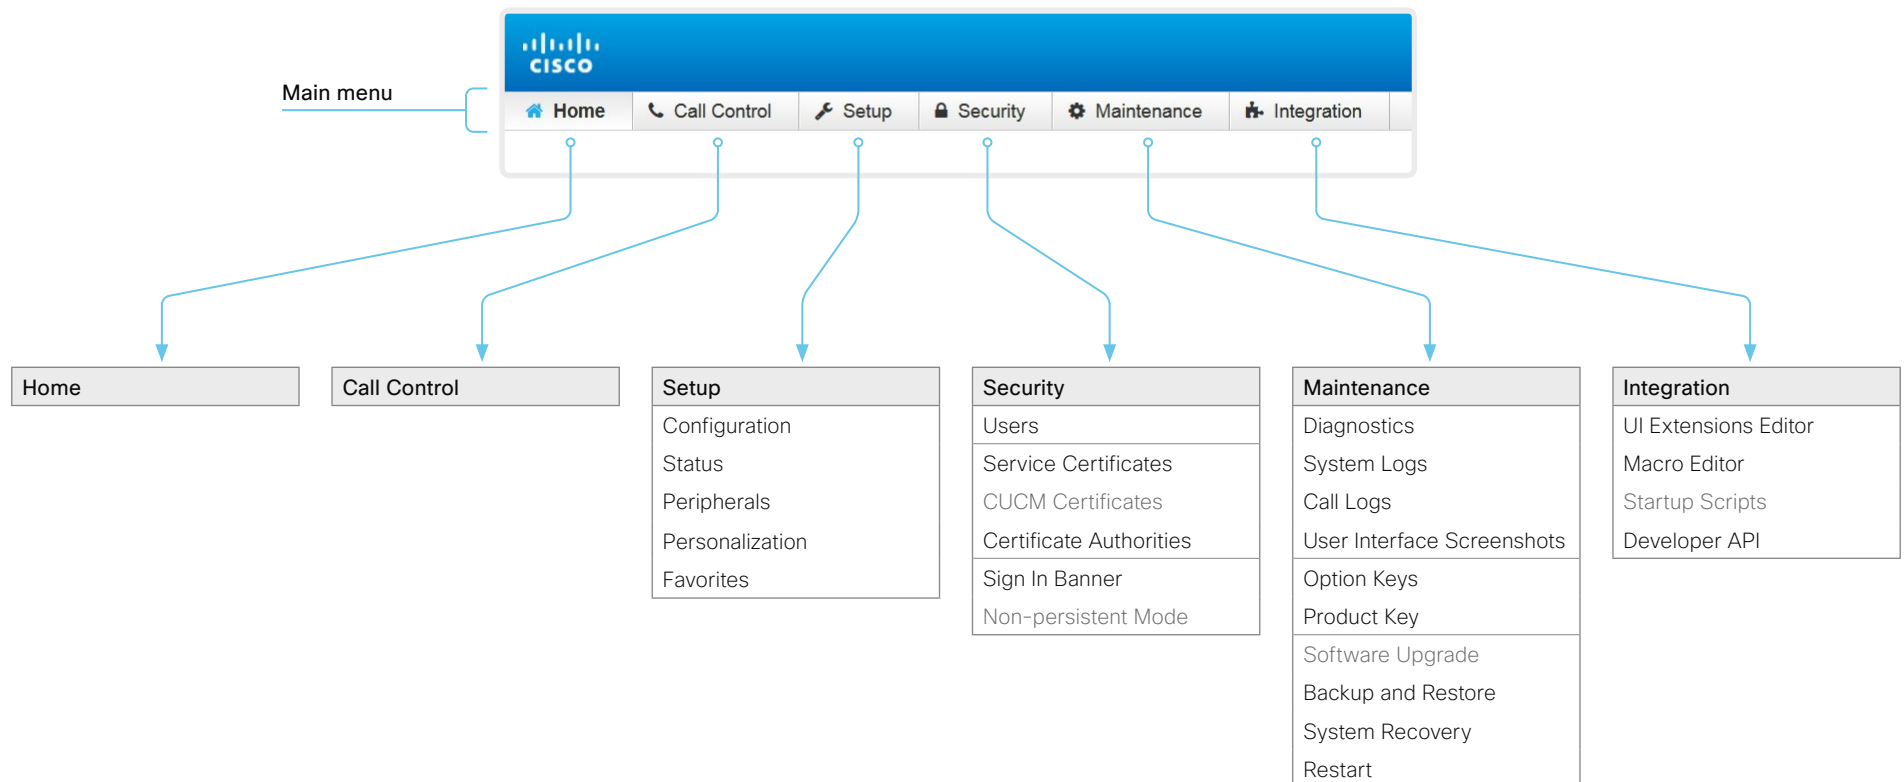 CISCO
Main menu
Home
Call Control
Setup
Security
Maintenance
Integration
Home
Call Control
Setup
Configuration
Status
Peripherals
Personalization
Favorites
Security
Users
Service Certificates
CUCM Certificates
Certificate Authorities
Sign In Banner
Non-persistent Mode
Maintenance
Diagnostics
System Logs
Call Logs
User Interface Screenshots
Option Keys
Product Key
Software Upgrade
Backup and Restore
System Recovery
Restart
Integration
UI Extensions Editor
Macro Editor
Startup Scripts
Developer API